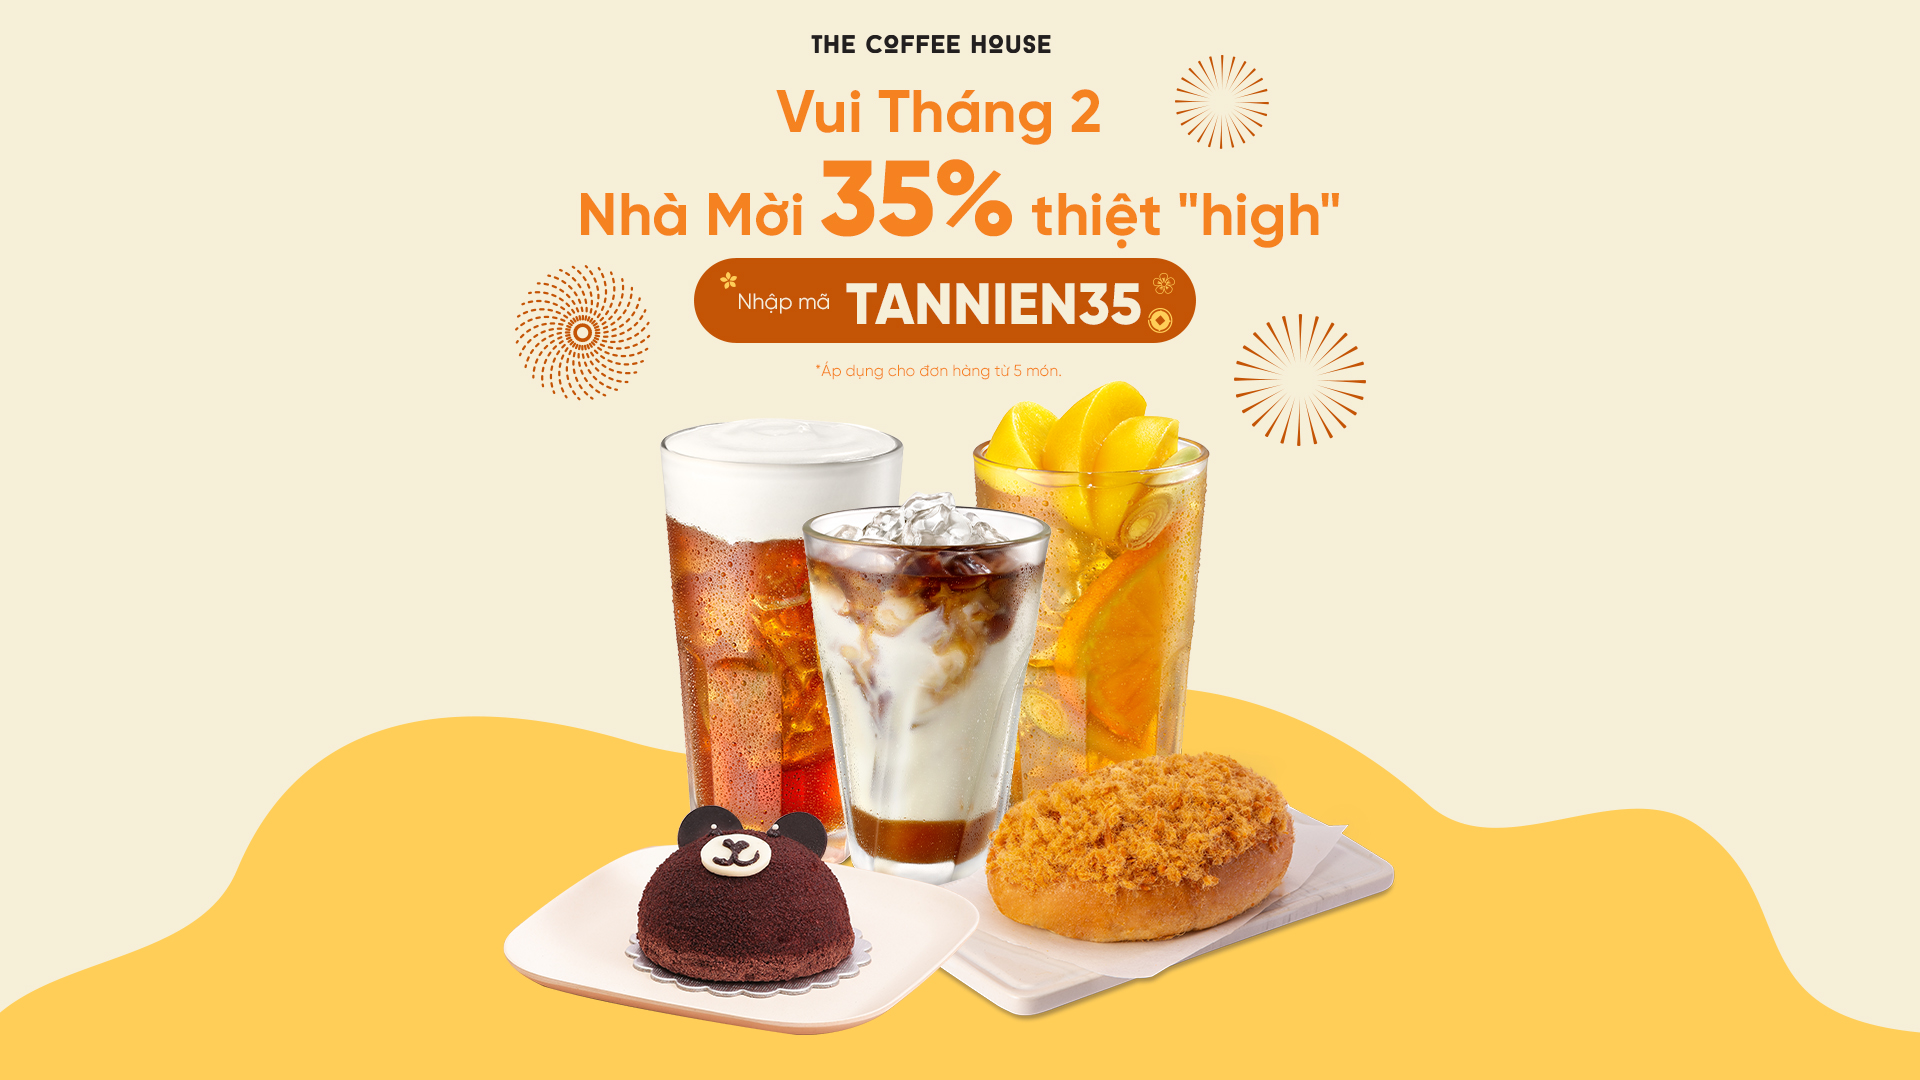 THE COFFEE HOUSE
Vui Tháng 2
Nhà Mời 35% thiệt "high"
Nhập mã TANNIEN35
*Áp dụng cho đơn hàng từ 5 món.